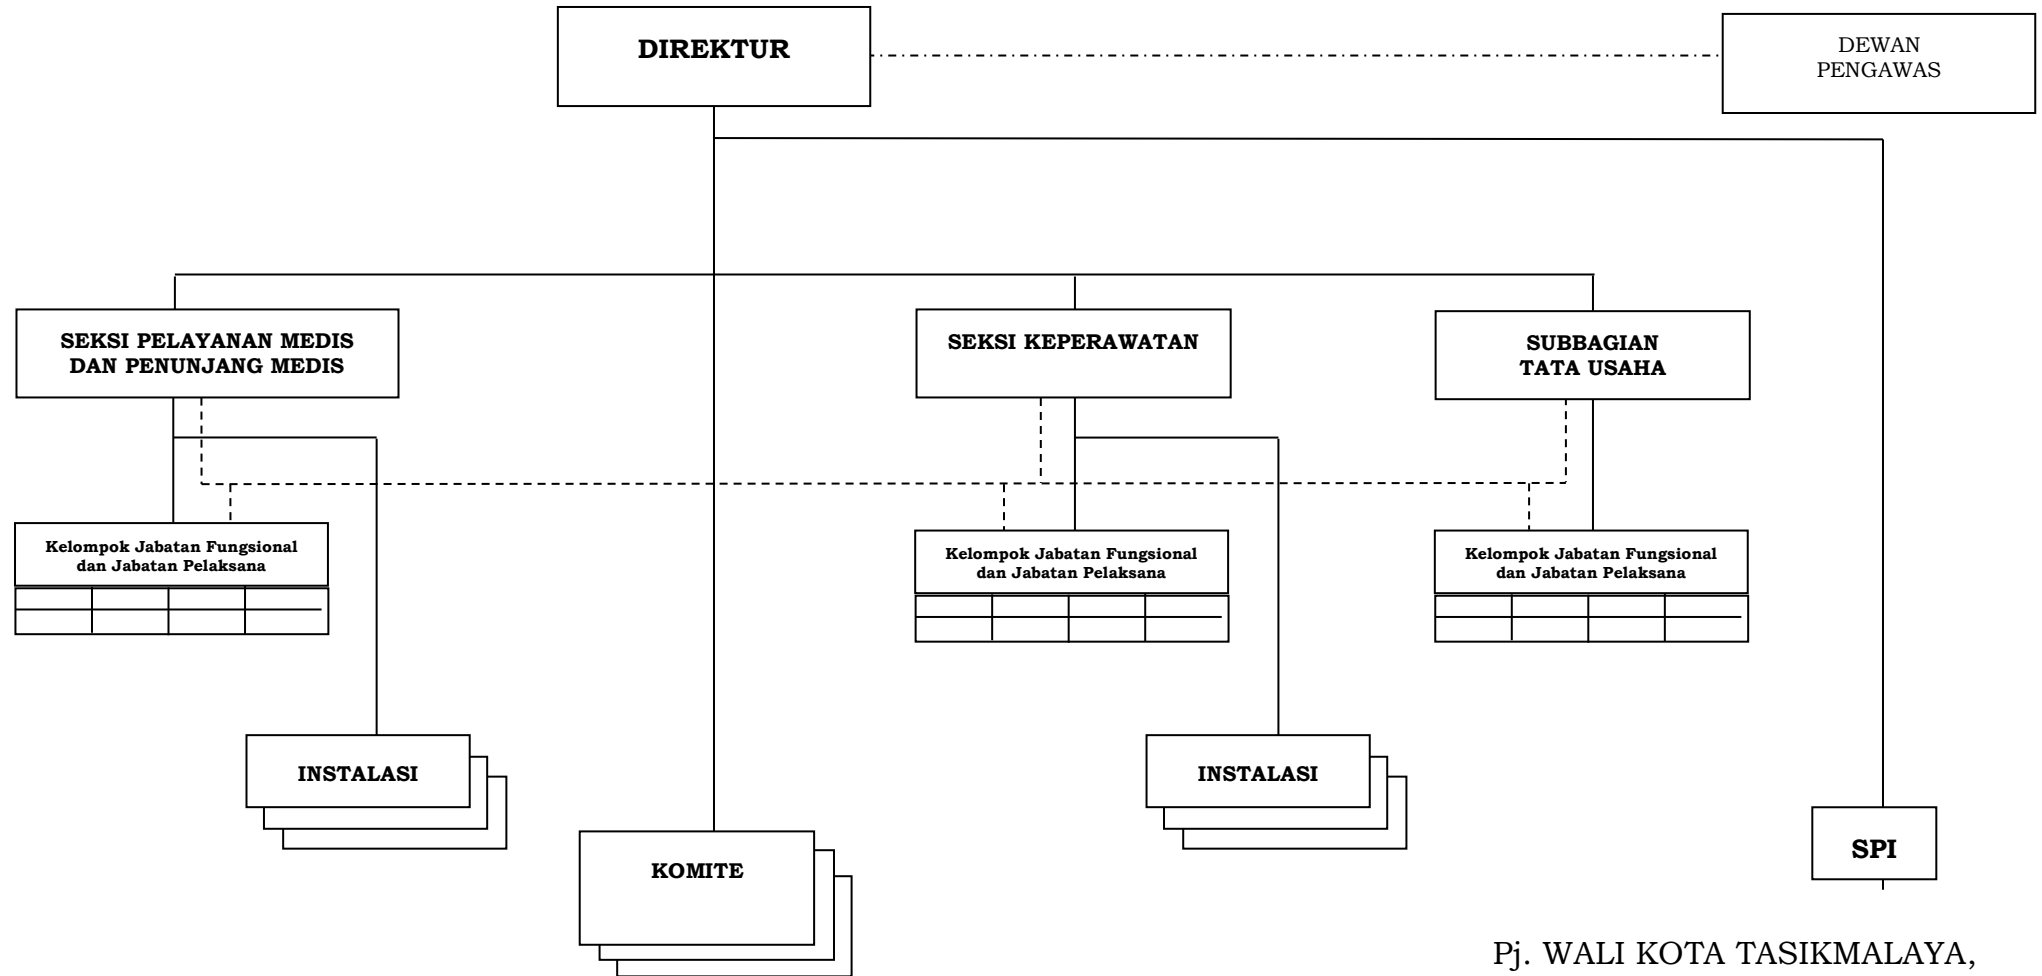 DIREKTUR
DEWAN
PENGAWAS
SEKSI PELAYANAN MEDIS
DAN PENUNJANG MEDIS
SEKSI KEPERAWATAN
SUBBAGIAN
TATA USAHA
Kelompok Jabatan Fungsional
dan Jabatan Pelaksana
Kelompok Jabatan Fungsional
dan Jabatan Pelaksana
Kelompok Jabatan Fungsional
dan Jabatan Pelaksana
INSTALASI
INSTALASI
KOMITE
SPI
Pj. WALI KOTA TASIKMALAYA,